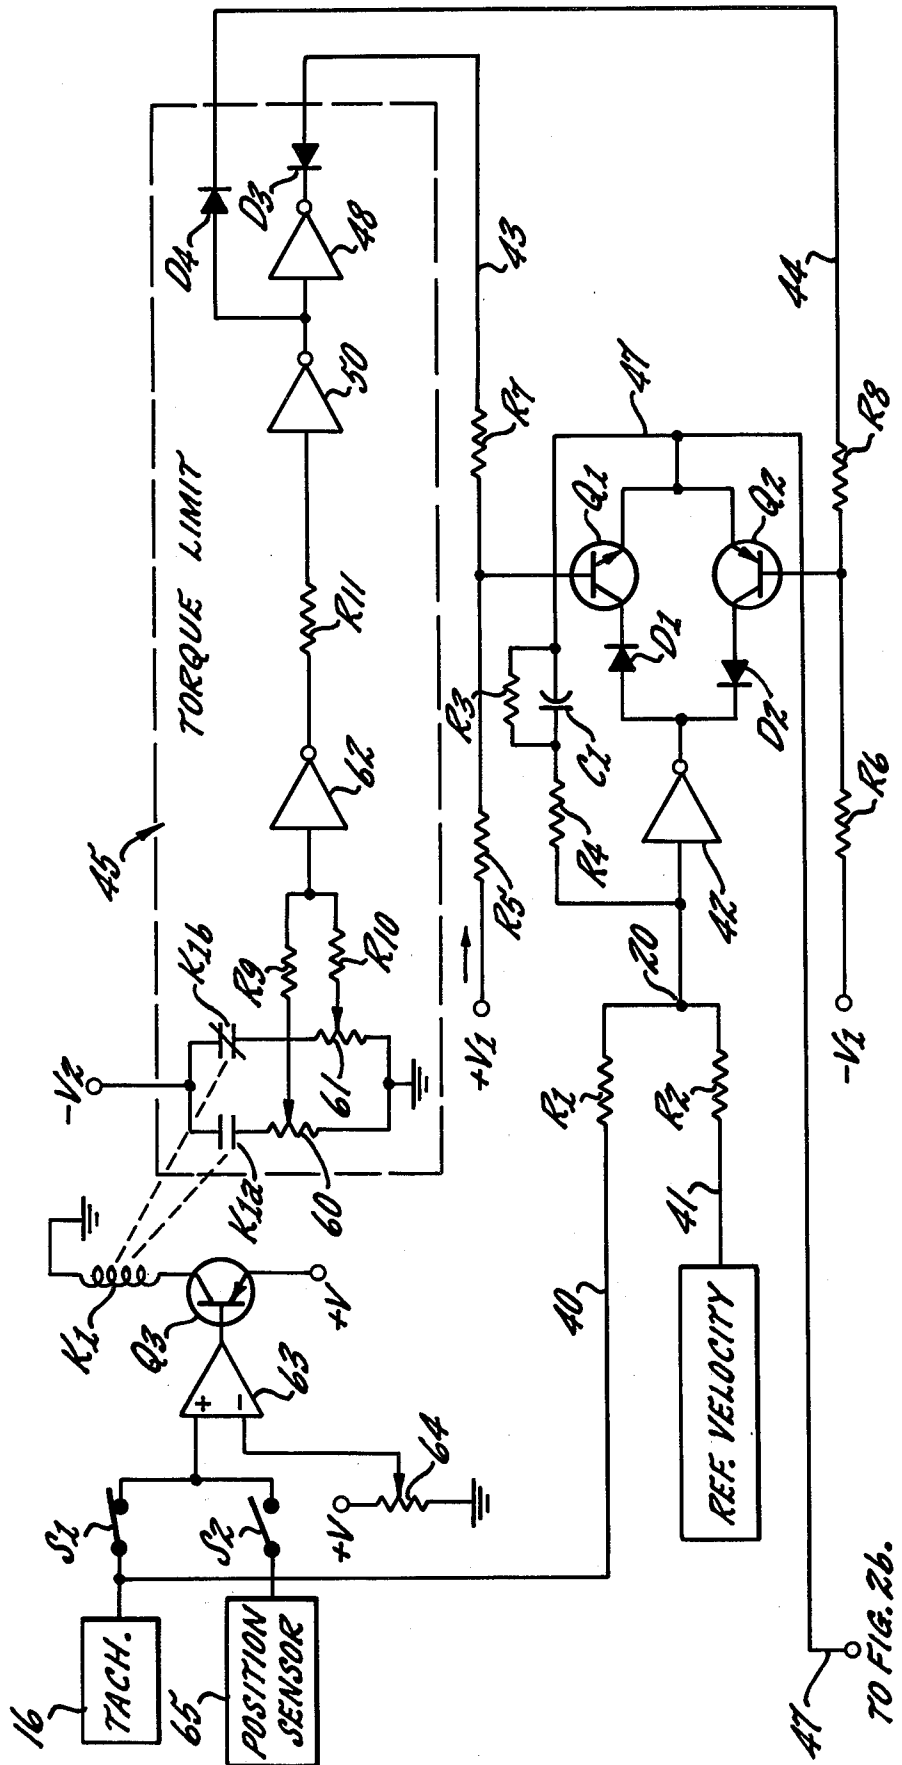 16
TACH.
S1
65
POSITION
SENSOR
S2
+V
64
+
-
63
Q3
+V
K1
-V2
K1a
K1b
60
61
R9
R10
45
TORQUE LIMIT
62
R11
50
D4
D3
48
43
+V1
R5
R7
40
R1
41
R2
REF. VELOCITY
20
42
R4
R3
C1
D1
D2
Q1
Q2
47
44
-V1
R6
R8
47
TO FIG. 2b.